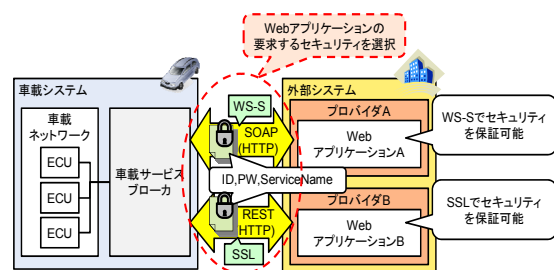 Webアプリケーションの
要求するセキュリティを選択
車載システム
車載
ネットワーク
ECU
ECU
ECU
車載サービス
ブローカ
WS-S
SOAP
(HTTP)
ID,PW,ServiceName
REST
HTTP)
SSL
外部システム
プロバイダA
Web
アプリケーションA
プロバイダB
Web
アプリケーションB
WS-Sでセキュリティ
を保証可能
SSLでセキュリティ
を保証可能